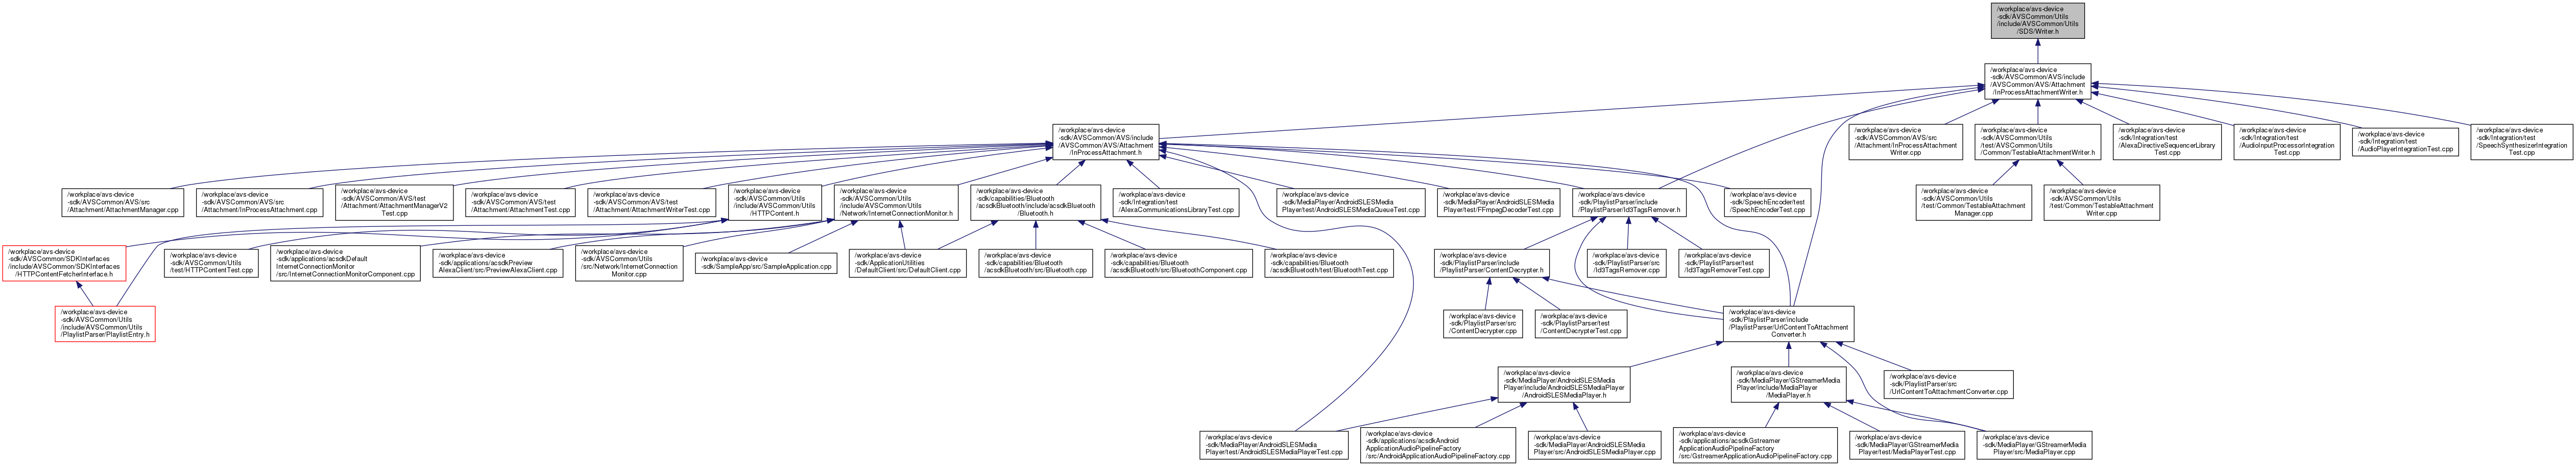 /workplace/avs-device
-sdk/AVSCommon/Utils
/include/AVSCommon/Utils
/SDS/Writer.h
/workplace/avs-device
-sdk/AVSCommon/AVS/include
/AVSCommon/AVS/Attachment
/InProcessAttachmentWriter.h
/workplace/avs-device
-sdk/AVSCommon/AVS/include
/AVSCommon/AVS/Attachment
/InProcessAttachment.h
/workplace/avs-device
-sdk/AVSCommon/AVS/src
/Attachment/InProcessAttachment
Writer.cpp
/workplace/avs-device
-sdk/AVSCommon/Utils
/test/AVSCommon/Utils
/Common/TestableAttachmentWriter.h
/workplace/avs-device
-sdk/Integration/test
/AlexaDirectiveSequencerLibrary
Test.cpp
/workplace/avs-device
-sdk/Integration/test
/AudioInputProcessorIntegration
Test.cpp
/workplace/avs-device
-sdk/Integration/test
/AudioPlayerIntegrationTest.cpp
/workplace/avs-device
-sdk/Integration/test
/SpeechSynthesizerIntegration
Test.cpp
/workplace/avs-device
-sdk/AVSCommon/AVS/src
/Attachment/AttachmentManager.cpp
/workplace/avs-device
-sdk/AVSCommon/AVS/src
/Attachment/InProcessAttachment.cpp
/workplace/avs-device
-sdk/AVSCommon/AVS/test
/Attachment/AttachmentManagerV2
Test.cpp
/workplace/avs-device
-sdk/AVSCommon/AVS/test
/Attachment/AttachmentTest.cpp
/workplace/avs-device
-sdk/AVSCommon/AVS/test
/Attachment/AttachmentWriterTest.cpp
/workplace/avs-device
-sdk/AVSCommon/Utils
/include/AVSCommon/Utils
/HTTPContent.h
/workplace/avs-device
-sdk/AVSCommon/Utils
/include/AVSCommon/Utils
/Network/InternetConnectionMonitor.h
/workplace/avs-device
-sdk/capabilities/Bluetooth
/acsdkBluetooth/include/acsdkBluetooth
/Bluetooth.h
/workplace/avs-device
-sdk/Integration/test
/AlexaCommunicationsLibraryTest.cpp
/workplace/avs-device
-sdk/MediaPlayer/AndroidSLESMedia
Player/test/AndroidSLESMediaQueueTest.cpp
/workplace/avs-device
-sdk/MediaPlayer/AndroidSLESMedia
Player/test/FFmpegDecoderTest.cpp
/workplace/avs-device
-sdk/PlaylistParser/include
/PlaylistParser/Id3TagsRemover.h
/workplace/avs-device
-sdk/SpeechEncoder/test
/SpeechEncoderTest.cpp
/workplace/avs-device
-sdk/AVSCommon/Utils
/test/Common/TestableAttachment
Manager.cpp
/workplace/avs-device
-sdk/AVSCommon/Utils
/test/Common/TestableAttachment
Writer.cpp
/workplace/avs-device
-sdk/AVSCommon/SDKInterfaces
/include/AVSCommon/SDKInterfaces
/HTTPContentFetcherInterface.h
/workplace/avs-device
-sdk/AVSCommon/Utils
/test/HTTPContentTest.cpp
/workplace/avs-device
-sdk/applications/acsdkDefault
InternetConnectionMonitor
/src/InternetConnectionMonitorComponent.cpp
/workplace/avs-device
-sdk/applications/acsdkPreview
AlexaClient/src/PreviewAlexaClient.cpp
/workplace/avs-device
-sdk/AVSCommon/Utils
/src/Network/InternetConnection
Monitor.cpp
/workplace/avs-device
-sdk/SampleApp/src/SampleApplication.cpp
/workplace/avs-device
-sdk/ApplicationUtilities
/DefaultClient/src/DefaultClient.cpp
/workplace/avs-device
-sdk/capabilities/Bluetooth
/acsdkBluetooth/src/Bluetooth.cpp
/workplace/avs-device
-sdk/capabilities/Bluetooth
/acsdkBluetooth/src/BluetoothComponent.cpp
/workplace/avs-device
-sdk/capabilities/Bluetooth
/acsdkBluetooth/test/BluetoothTest.cpp
/workplace/avs-device
-sdk/PlaylistParser/include
/PlaylistParser/ContentDecrypter.h
/workplace/avs-device
-sdk/PlaylistParser/src
/Id3TagsRemover.cpp
/workplace/avs-device
-sdk/PlaylistParser/test
/Id3TagsRemoverTest.cpp
/workplace/avs-device
-sdk/AVSCommon/Utils
/include/AVSCommon/Utils
/PlaylistParser/PlaylistEntry.h
/workplace/avs-device
-sdk/PlaylistParser/src
/ContentDecrypter.cpp
/workplace/avs-device
-sdk/PlaylistParser/test
/ContentDecrypterTest.cpp
/workplace/avs-device
-sdk/PlaylistParser/include
/PlaylistParser/UrlContentToAttachment
Converter.h
/workplace/avs-device
-sdk/MediaPlayer/AndroidSLESMedia
Player/include/AndroidSLESMediaPlayer
/AndroidSLESMediaPlayer.h
/workplace/avs-device
-sdk/MediaPlayer/GStreamerMedia
Player/include/MediaPlayer
/MediaPlayer.h
/workplace/avs-device
-sdk/PlaylistParser/src
/UrlContentToAttachmentConverter.cpp
/workplace/avs-device
-sdk/MediaPlayer/AndroidSLESMedia
Player/test/AndroidSLESMediaPlayerTest.cpp
/workplace/avs-device
-sdk/applications/acsdkAndroid
ApplicationAudioPipelineFactory
/src/AndroidApplicationAudioPipelineFactory.cpp
/workplace/avs-device
-sdk/MediaPlayer/AndroidSLESMedia
Player/src/AndroidSLESMediaPlayer.cpp
/workplace/avs-device
-sdk/applications/acsdkGstreamer
ApplicationAudioPipelineFactory
/src/GstreamerApplicationAudioPipelineFactory.cpp
/workplace/avs-device
-sdk/MediaPlayer/GStreamerMedia
Player/test/MediaPlayerTest.cpp
/workplace/avs-device
-sdk/MediaPlayer/GStreamerMedia
Player/src/MediaPlayer.cpp